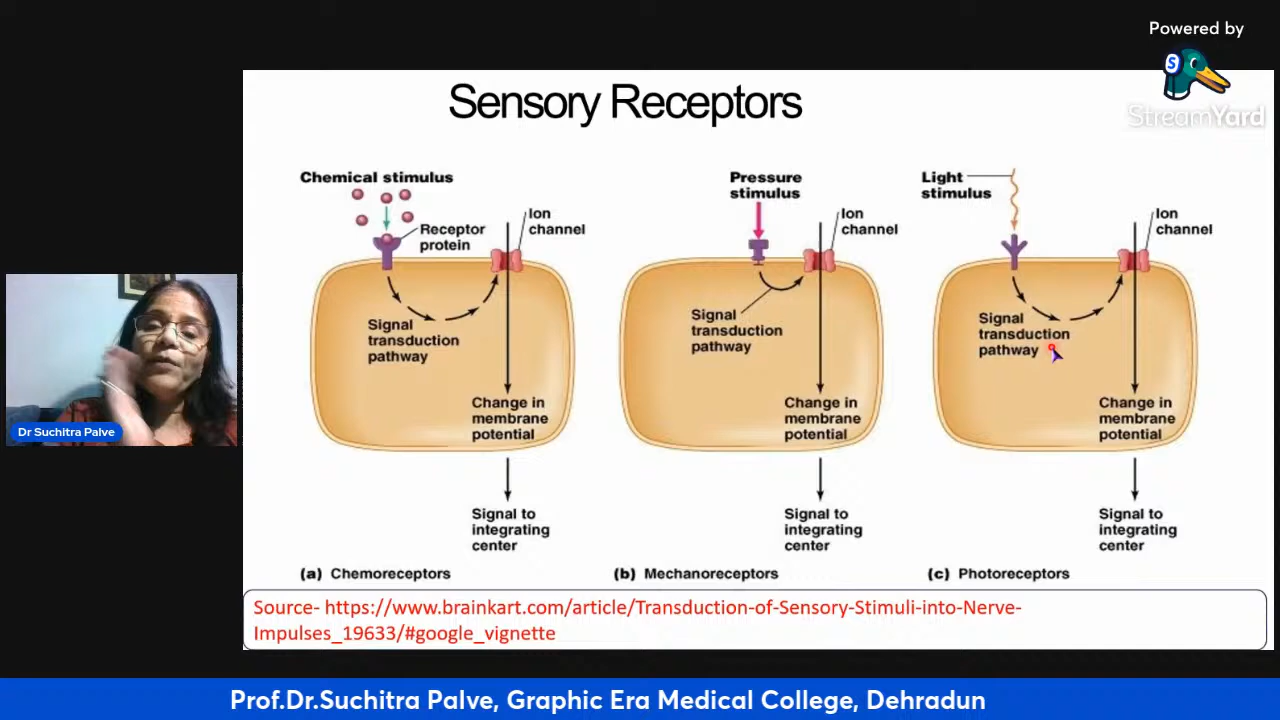 Powered by
S
StreamYard
Sensory Receptors
Chemical stimulus
Receptor
protein
Ion
channel
Signal
transduction
pathway
Change in
membrane
potential
Signal to
integrating
center
(a) Chemoreceptors
Pressure
stimulus
Ion
channel
Signal
transduction
pathway
Change in
membrane
potential
Signal to
integrating
center
(b) Mechanoreceptors
Light
stimulus
Ion
channel
Signal
transduction
pathway
Change in
membrane
potential
Signal to
integrating
center
(c) Photoreceptors
Source- https://www.brainkart.com/article/Transduction-of-Sensory-Stimuli-into-Nerve-
Impulses_19633/#google_vignette
Dr Suchitra Palve
Prof.Dr.Suchitra Palve, Graphic Era Medical College, Dehradun